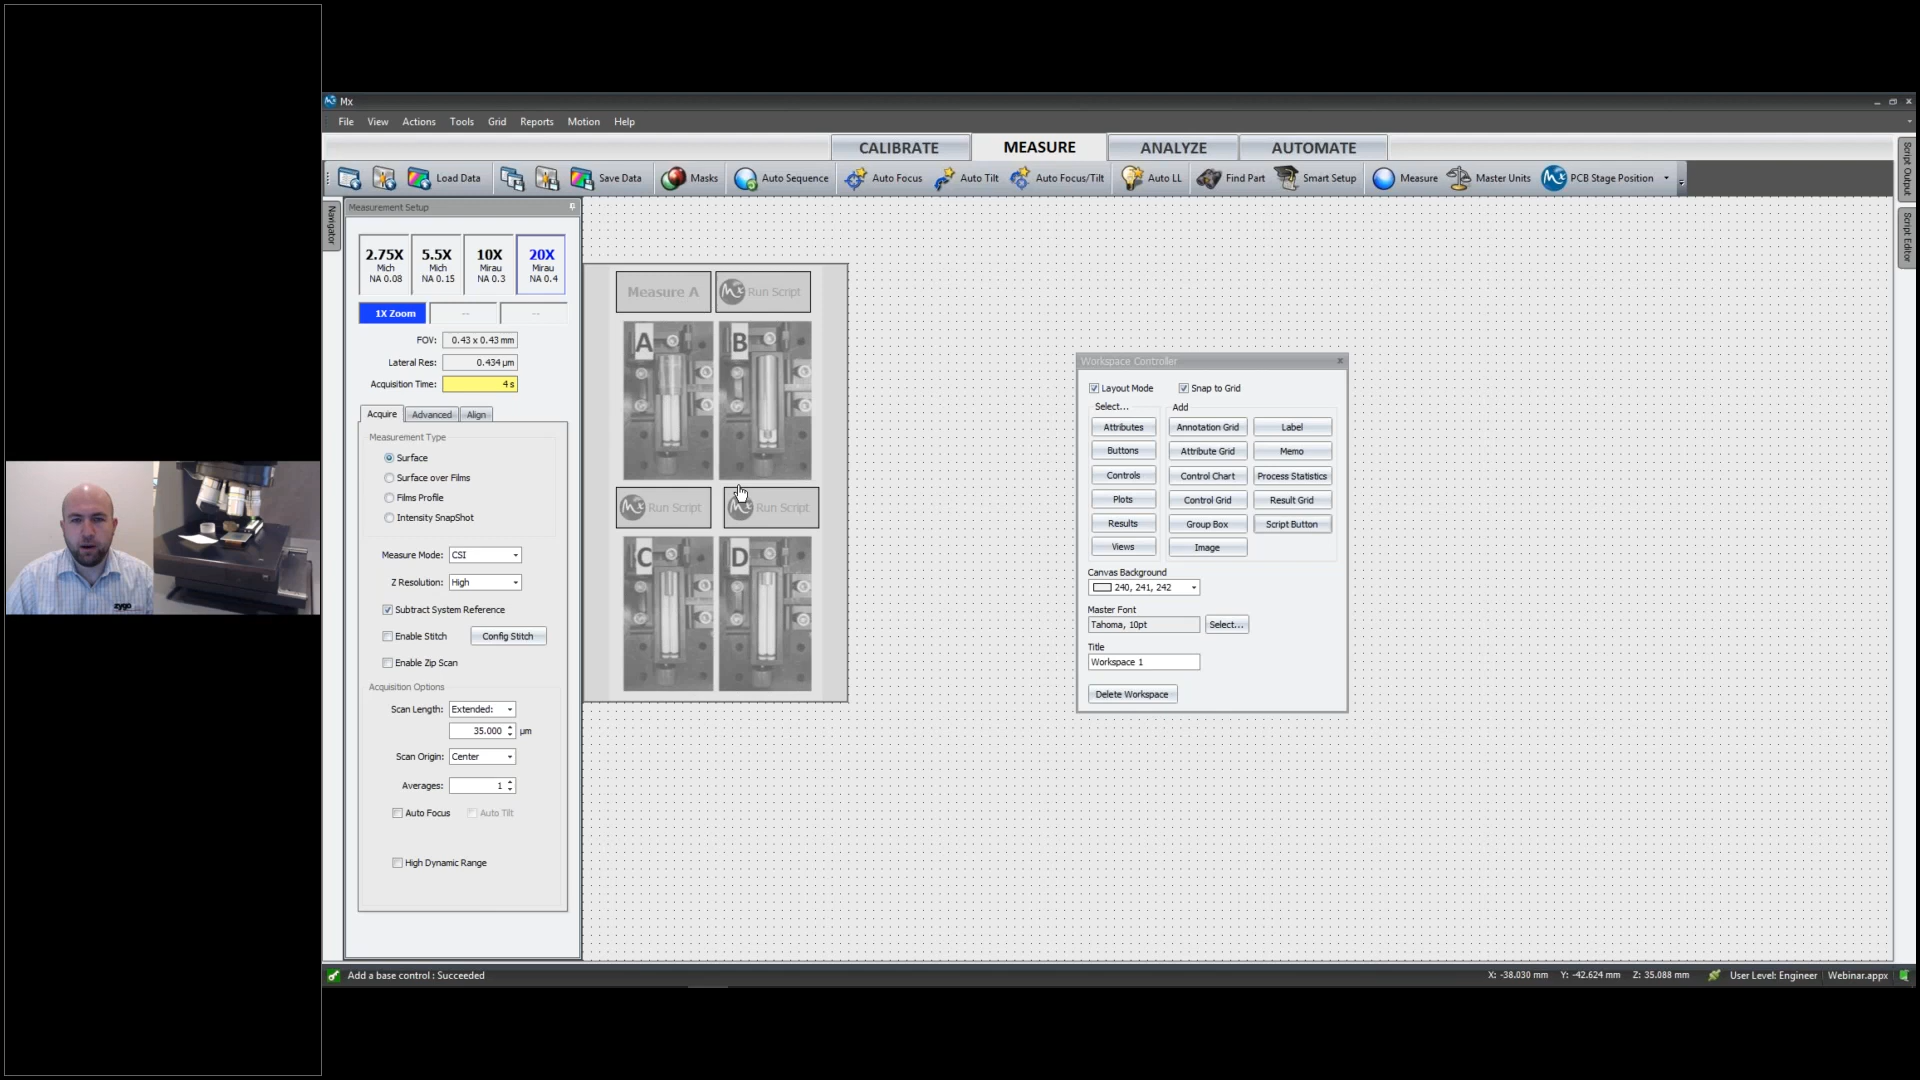 Mx
File View Actions Tools Grid Reports Motion Help
CALIBRATE MEASURE ANALYZE AUTOMATE
Load Data Save Data Masks Auto Sequence Auto Focus Auto Tilt Auto Focus/Tilt Auto LL Find Part Smart Setup Measure Master Units PCB Stage Position
Script Output
Script Editor
Navigator
Measurement Setup
2.75X 5.5X 10X 20X
Mich Mich Mirau Mirau
NA 0.08 NA 0.15 NA 0.3 NA 0.4
1X Zoom -- --
FOV: 0.43 x 0.43 mm
Lateral Res: 0.434 µm
Acquisition Time: 4 s
Acquire Advanced Align
Measurement Type
Surface
Surface over Films
Films Profile
Intensity SnapShot
Measure Mode: CSI
Z Resolution: High
Subtract System Reference
Enable Stitch Config Stitch
Enable Zip Scan
Acquisition Options
Scan Length: Extended:
35.000 µm
Scan Origin: Center
Averages: 1
Auto Focus Auto Tilt
High Dynamic Range
Measure A Mx Run Script
A B
Mx Run Script Mx Run Script
C D
Workspace Controller
Layout Mode Snap to Grid
Select... Add
Attributes Annotation Grid Label
Buttons Attribute Grid Memo
Controls Control Chart Process Statistics
Plots Control Grid Result Grid
Results Group Box Script Button
Views Image
Canvas Background
240, 241, 242
Master Font
Tahoma, 10pt Select...
Title
Workspace 1
Delete Workspace
zygo
Add a base control : Succeeded
X: -38.030 mm Y: -42.624 mm Z: 35.088 mm User Level: Engineer Webinar.appx